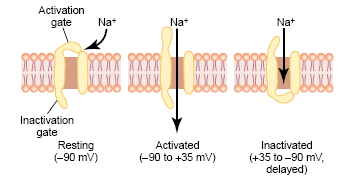 Activation
gate
Na+
Na+
Na+
Inactivation
gate
Resting
(–90 mV)
Activated
(–90 to +35 mV)
Inactivated
(+35 to –90 mV,
delayed)